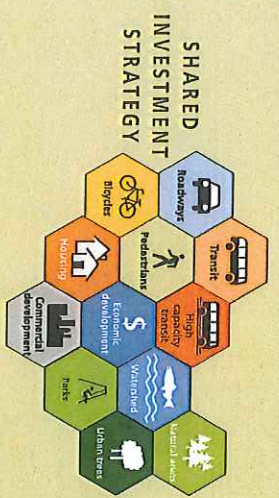 SHARED
INVESTMENT
STRATEGY
Roadways
Transit
Bicycles
Pedestrians
High
capacity
transit
Housing
Economic
development
Watershed
Natural areas
Commercial
development
Parks
Urban trees